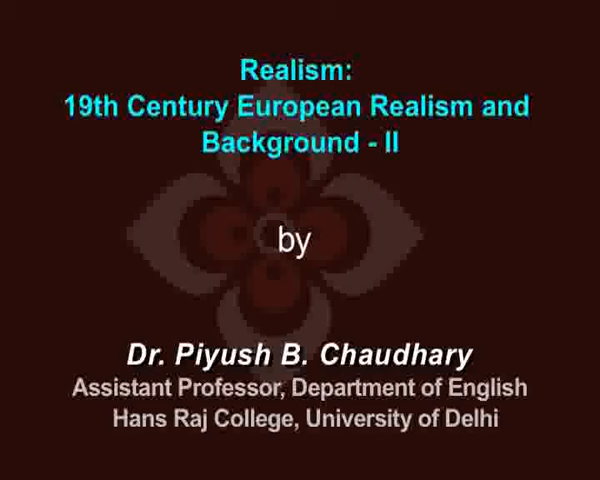 Realism:
19th Century European Realism and
Background - II
by
Dr. Piyush B. Chaudhary
Assistant Professor, Department of English
Hans Raj College, University of Delhi